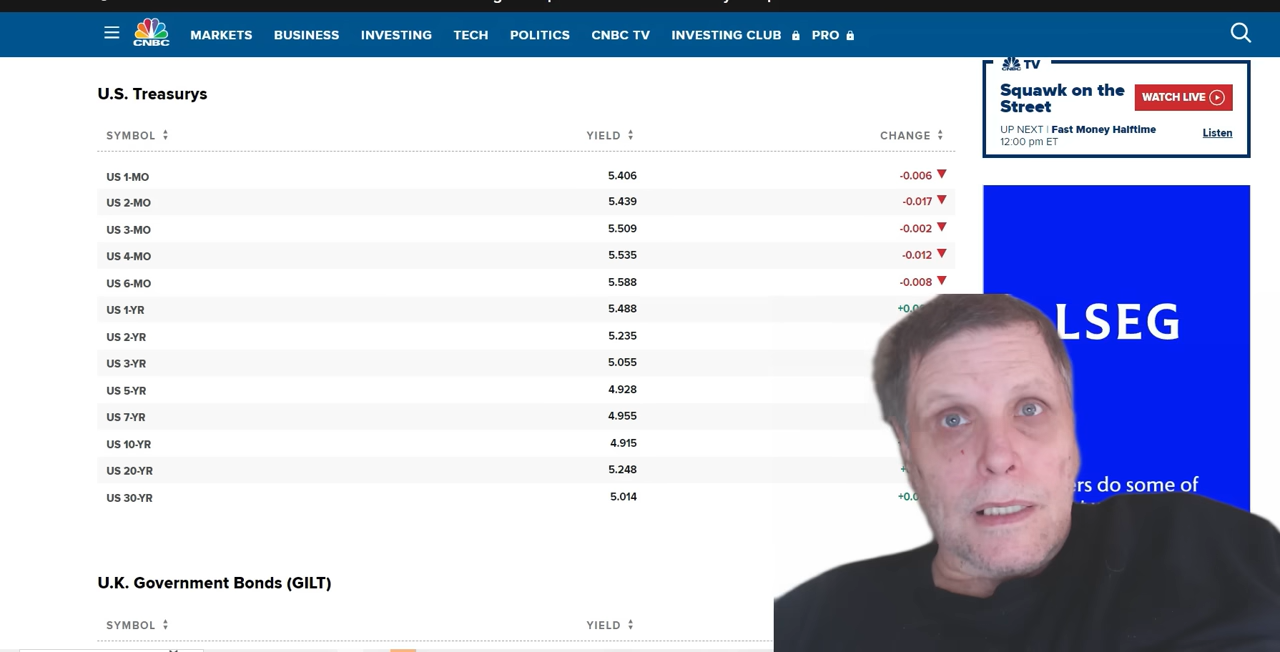 CNBC MARKETS BUSINESS INVESTING TECH POLITICS CNBC TV INVESTING CLUB PRO
U.S. Treasurys
SYMBOL YIELD CHANGE
US 1-MO 5.406 -0.006
US 2-MO 5.439 -0.017
US 3-MO 5.509 -0.002
US 4-MO 5.535 -0.012
US 6-MO 5.588 -0.008
US 1-YR 5.488
US 2-YR 5.235
US 3-YR 5.055
US 5-YR 4.928
US 7-YR 4.955
US 10-YR 4.915
US 20-YR 5.248
US 30-YR 5.014
U.K. Government Bonds (GILT)
SYMBOL YIELD
CNBC TV
Squawk on the
Street
WATCH LIVE
UP NEXT | Fast Money Halftime
12:00 pm ET
Listen
LSEG
do some of